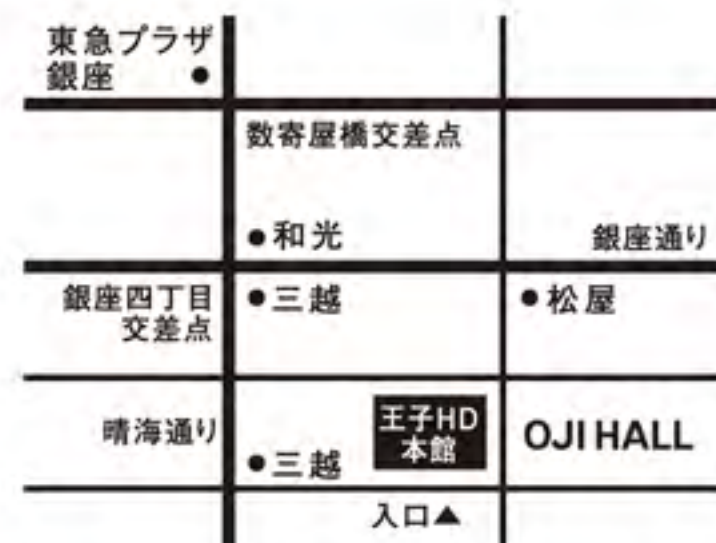 東急プラザ
銀座 ●
数寄屋橋交差点
●和光
銀座通り
銀座四丁目
交差点
●三越
●松屋
晴海通り
●三越
王子HD
本館
OJI HALL
入口▲